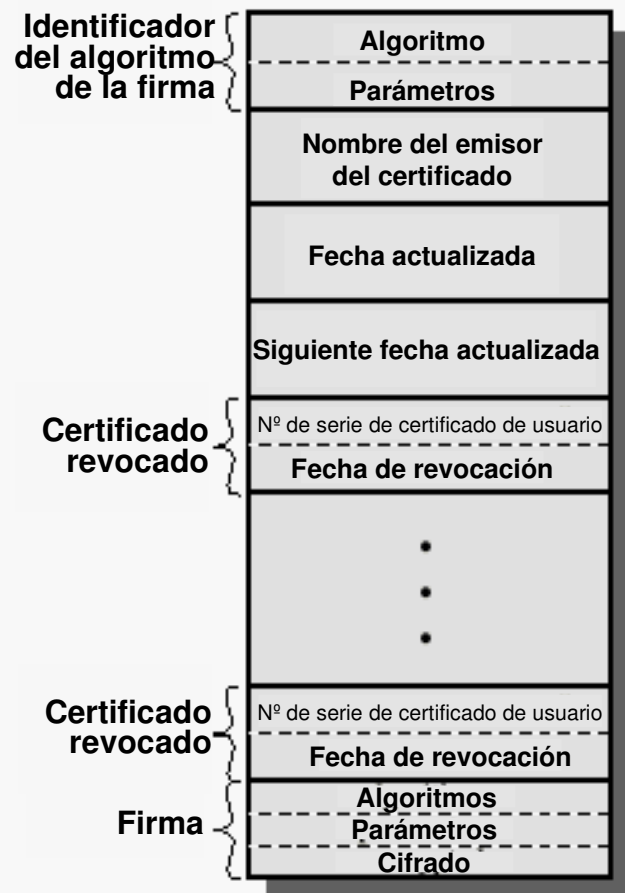 Identificador
del algoritmo
de la firma
Algoritmo
Parámetros
Nombre del emisor
del certificado
Fecha actualizada
Siguiente fecha actualizada
Certificado
revocado
Nº de serie de certificado de usuario
Fecha de revocación
Certificado
revocado
Nº de serie de certificado de usuario
Fecha de revocación
Firma
Algoritmos
Parámetros
Cifrado